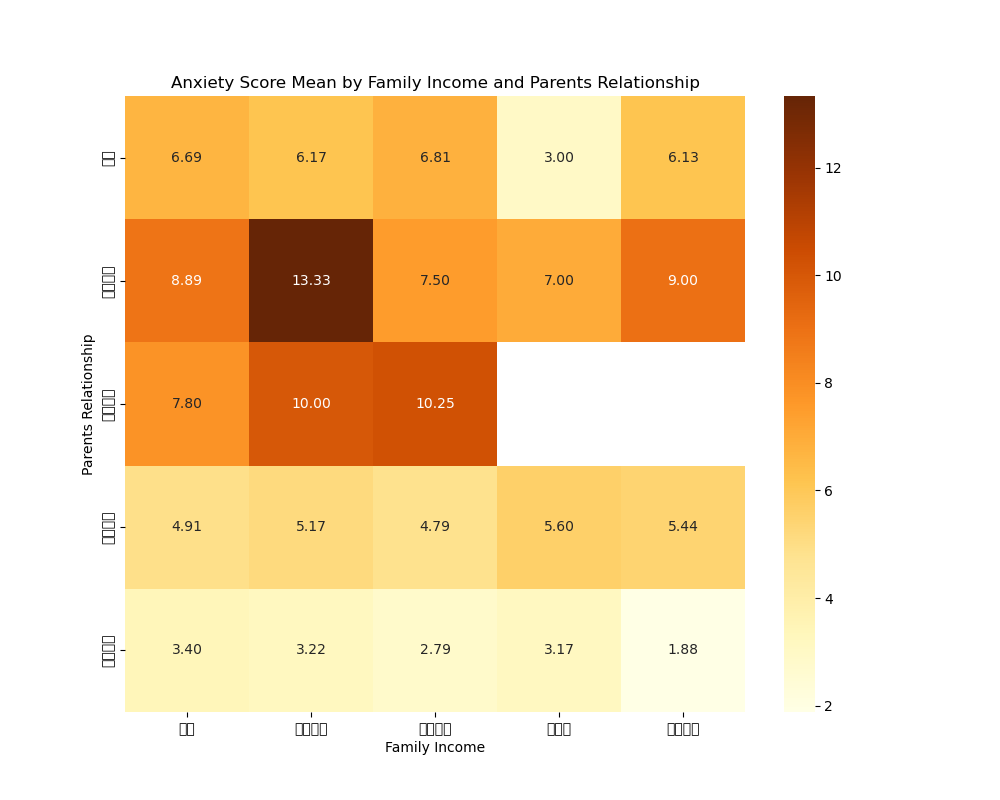 Anxiety Score Mean by Family Income and Parents Relationship
6.69 6.17 6.81 3.00 6.13
8.89 13.33 7.50 7.00 9.00
7.80 10.00 10.25
4.91 5.17 4.79 5.60 5.44
3.40 3.22 2.79 3.17 1.88
Parents Relationship
Family Income
12
10
8
6
4
2